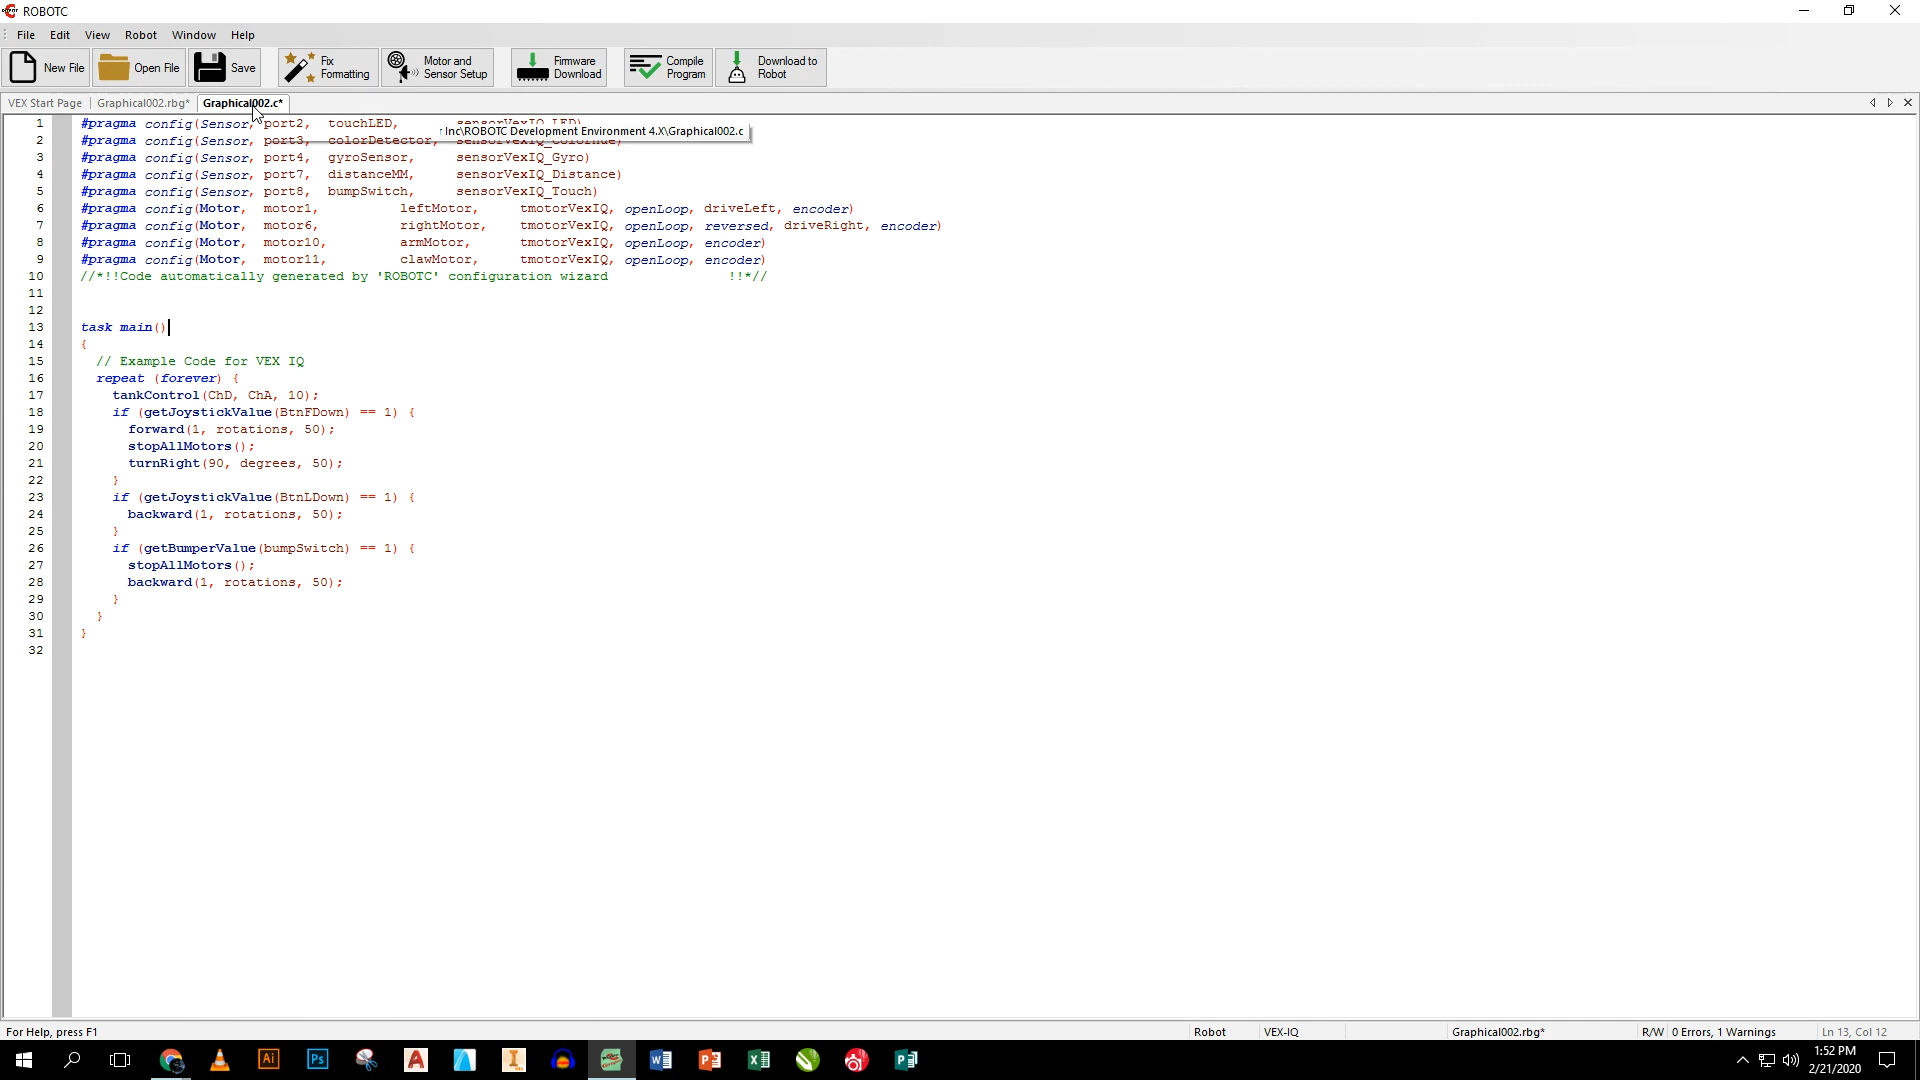 ROBOTC
File Edit View Robot Window Help
New File Open File Save Fix Formatting Motor and Sensor Setup Firmware Download Compile Program Download to Robot
VEX Start Page Graphical002.rbg* Graphical002.c*
r Inc\ROBOTC Development Environment 4.X\Graphical002.c
1 #pragma config(Sensor, port2, touchLED, sensorVexIQ_LED)
2 #pragma config(Sensor, port3, colorDetector, sensorVexIQ_ColorHue)
3 #pragma config(Sensor, port4, gyroSensor, sensorVexIQ_Gyro)
4 #pragma config(Sensor, port7, distanceMM, sensorVexIQ_Distance)
5 #pragma config(Sensor, port8, bumpSwitch, sensorVexIQ_Touch)
6 #pragma config(Motor, motor1, leftMotor, tmotorVexIQ, openLoop, driveLeft, encoder)
7 #pragma config(Motor, motor6, rightMotor, tmotorVexIQ, openLoop, reversed, driveRight, encoder)
8 #pragma config(Motor, motor10, armMotor, tmotorVexIQ, openLoop, encoder)
9 #pragma config(Motor, motor11, clawMotor, tmotorVexIQ, openLoop, encoder)
10 //*!!Code automatically generated by 'ROBOTC' configuration wizard !!*//
11
12
13 task main()
14 {
15 // Example Code for VEX IQ
16 repeat (forever) {
17 tankControl(ChD, ChA, 10);
18 if (getJoystickValue(BtnFDown) == 1) {
19 forward(1, rotations, 50);
20 stopAllMotors();
21 turnRight(90, degrees, 50);
22 }
23 if (getJoystickValue(BtnLDown) == 1) {
24 backward(1, rotations, 50);
25 }
26 if (getBumperValue(bumpSwitch) == 1) {
27 stopAllMotors();
28 backward(1, rotations, 50);
29 }
30 }
31 }
32
For Help, press F1 Robot VEX-IQ Graphical002.rbg* R/W 0 Errors, 1 Warnings Ln 13, Col 12
1:52 PM
2/21/2020